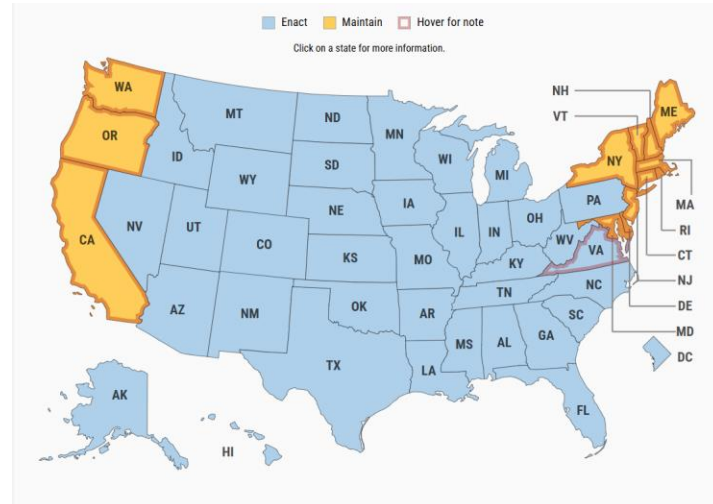 Enact Maintain Hover for note
Click on a state for more information.
NH
WA
ME
VT
MT
ND
OR
MN
ID
NY
WI
SD
MI
WY
MA
PA
IA
NE
RI
NV
OH
IL
IN
UT
CT
CA
CO
WV
VA
KS
MO
KY
NJ
NC
TN
DE
OK
AZ
NM
AR
SC
MD
MS
AL
GA
DC
TX
LA
AK
FL
HI